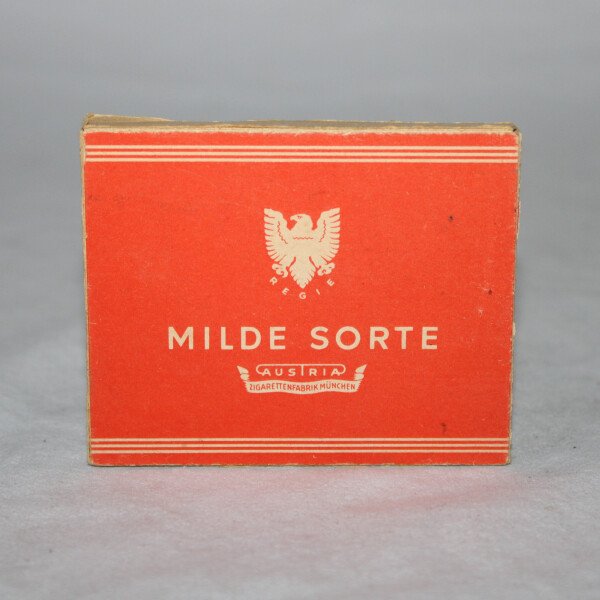 REGIE
MILDE SORTE
AUSTRIA
ZIGARETTENFABRIK MÜNCHEN